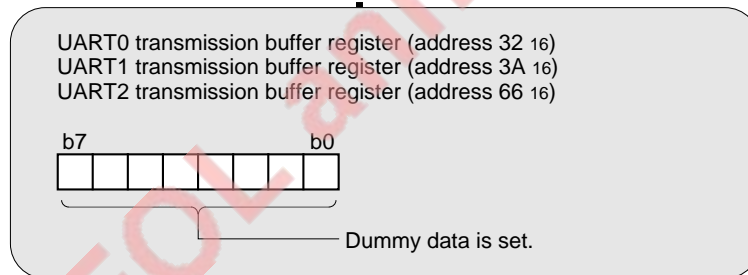 UART0 transmission buffer register (address 32 16)
UART1 transmission buffer register (address 3A 16)
UART2 transmission buffer register (address 66 16)
b7 b0
Dummy data is set.